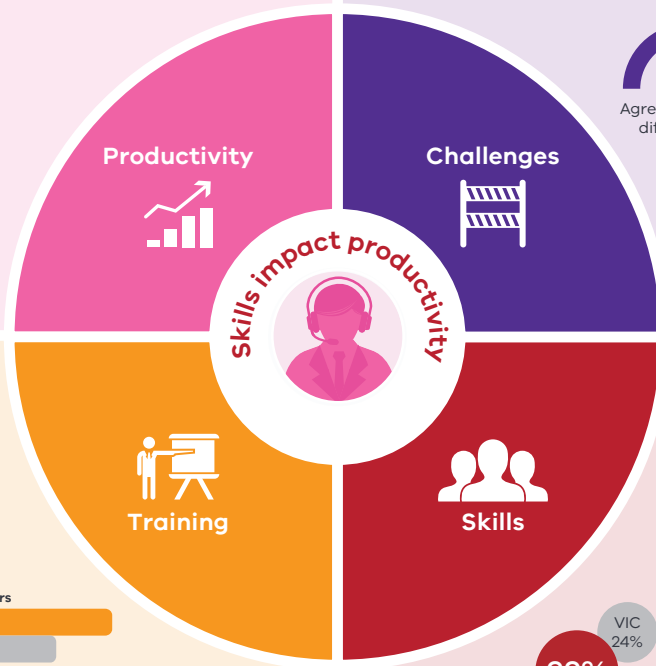 Productivity
Challenges
Skills impact productivity
Training
Skills
VIC
24%